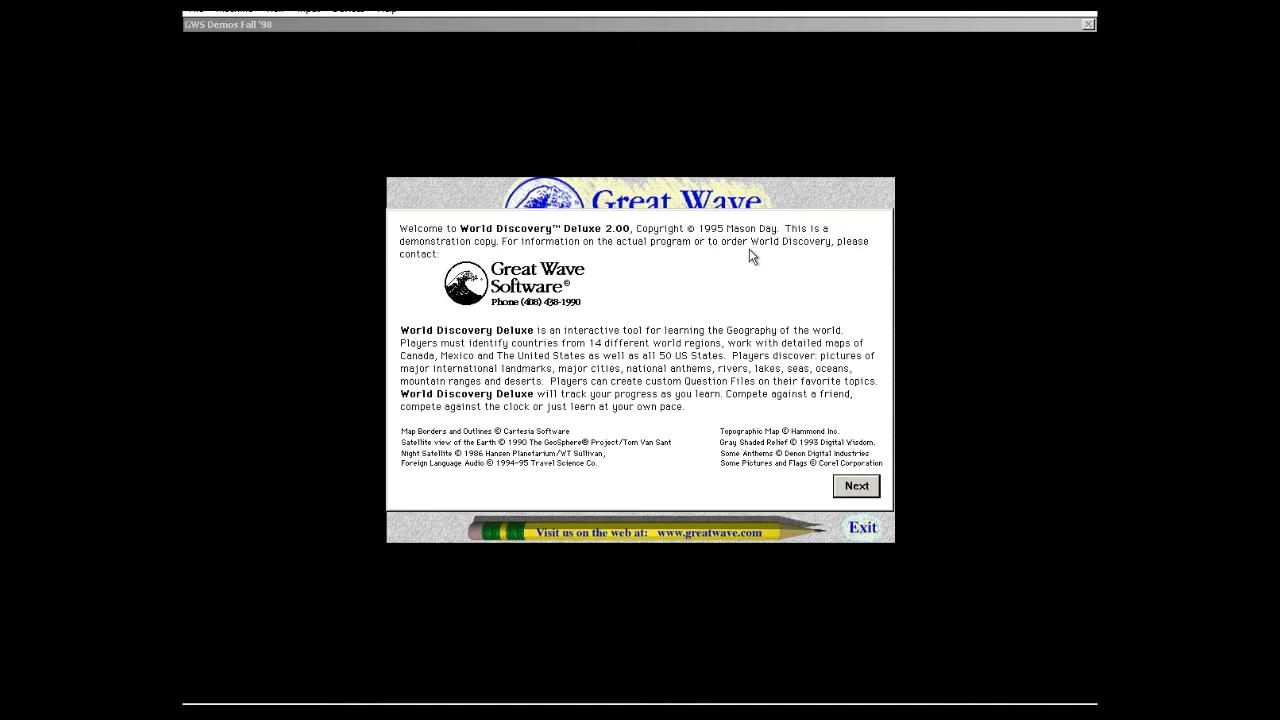 GWS Demos Fall '98
Great Wave
Welcome to World Discovery™ Deluxe 2.00, Copyright © 1995 Mason Day. This is a
demonstration copy. For information on the actual program or to order World Discovery, please
contact:
Great Wave
Software®
Phone (408) 438-1990
World Discovery Deluxe is an interactive tool for learning the Geography of the world.
Players must identify countries from 14 different world regions, work with detailed maps of
Canada, Mexico and The United States as well as all 50 US States. Players discover: pictures of
major international landmarks, major cities, national anthems, rivers, lakes, seas, oceans,
mountain ranges and deserts. Players can create custom Question Files on their favorite topics.
World Discovery Deluxe will track your progress as you learn. Compete against a friend,
compete against the clock or just learn at your own pace.
Map Borders and Outlines © Cartesia Software
Satellite view of the Earth © 1990 The GeoSphere® Project/Tom Van Sant
Night Satellite © 1986 Hansen Planetarium/WT Sullivan,
Foreign Language Audio © 1994-95 Travel Science Co.
Topographic Map © Hammond Inc.
Gray Shaded Relief © 1993 Digital Wisdom.
Some Anthems © Denon Digital Industries
Some Pictures and Flags © Corel Corporation
Next
Visit us on the web at: www.greatwave.com
Exit